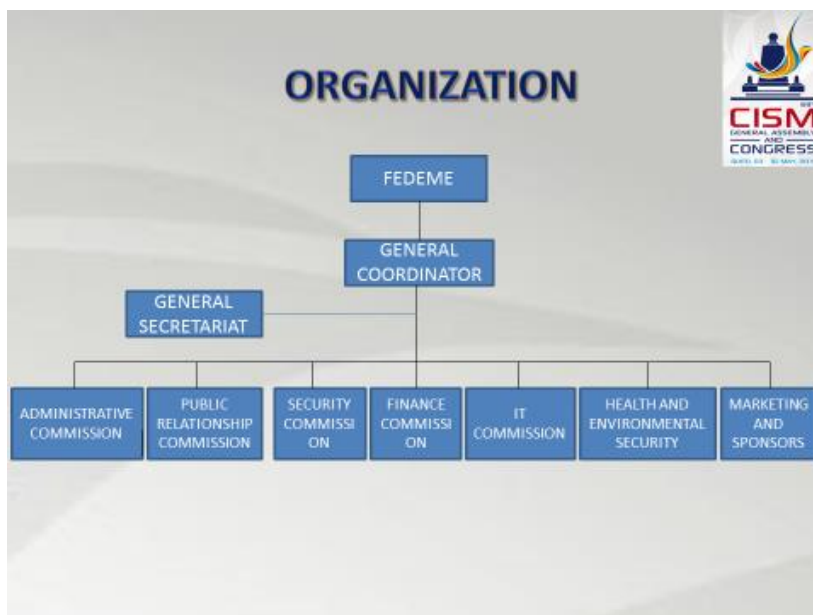 ORGANIZATION
CISM
GENERAL ASSEMBLY
AND
CONGRESS
FEDEME
GENERAL
COORDINATOR
GENERAL
SECRETARIAT
ADMINISTRATIVE
COMMISSION
PUBLIC
RELATIONSHIP
COMMISSION
SECURITY
COMMISSI
ON
FINANCE
COMMISSI
ON
IT
COMMISSION
HEALTH AND
ENVIRONMENTAL
SECURITY
MARKETING
AND
SPONSORS